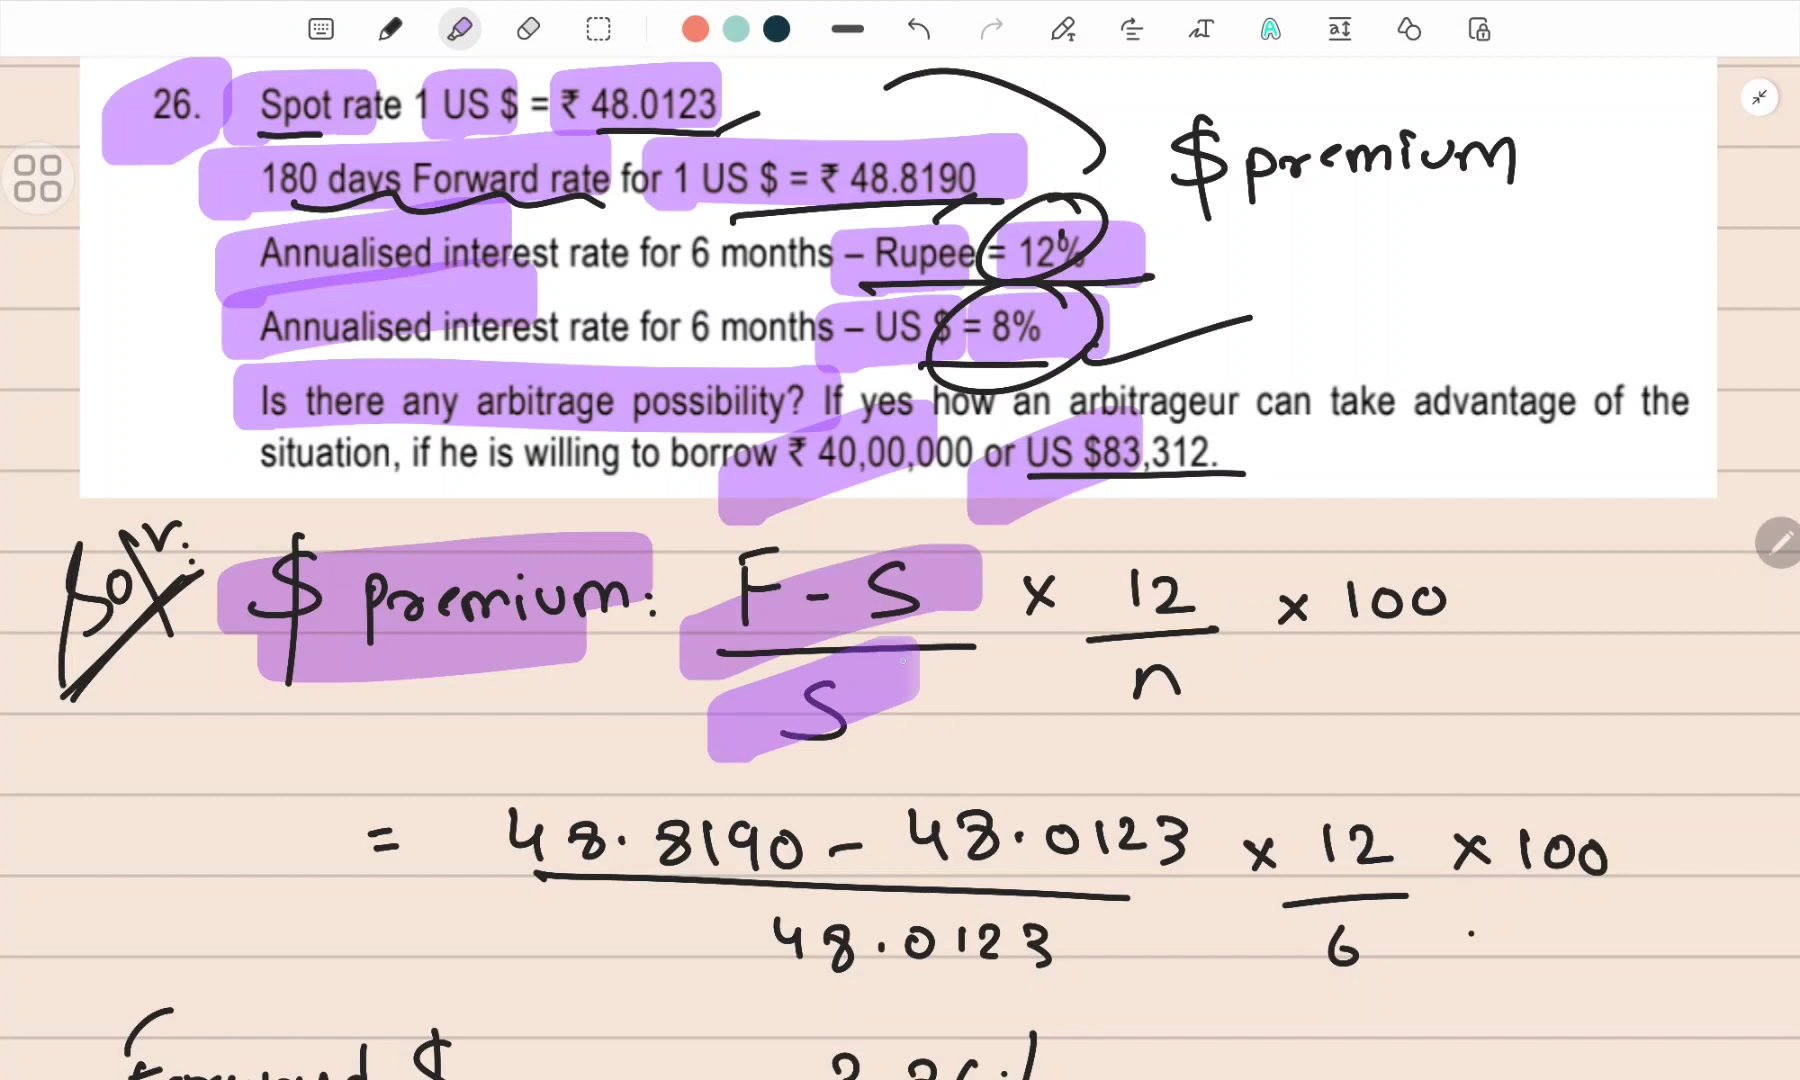 26. Spot rate 1 US $ = ₹ 48.0123
180 days Forward rate for 1 US $ = ₹ 48.8190
$ premium
Annualised interest rate for 6 months – Rupee = 12%
Annualised interest rate for 6 months – US $ = 8%
Is there any arbitrage possibility? If yes how an arbitrageur can take advantage of the
situation, if he is willing to borrow ₹ 40,00,000 or US $83,312.
$ premium: F - S / S × 12 / n × 100
= 48.8190 - 48.0123 / 48.0123 × 12 / 6 × 100